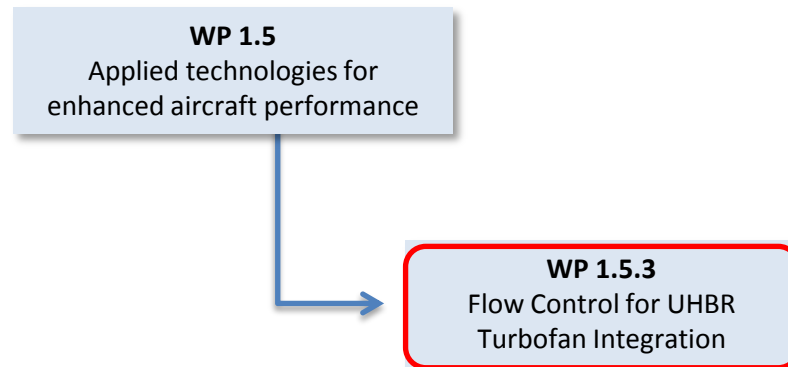 WP 1.5
Applied technologies for
enhanced aircraft performance
WP 1.5.3
Flow Control for UHBR
Turbofan Integration